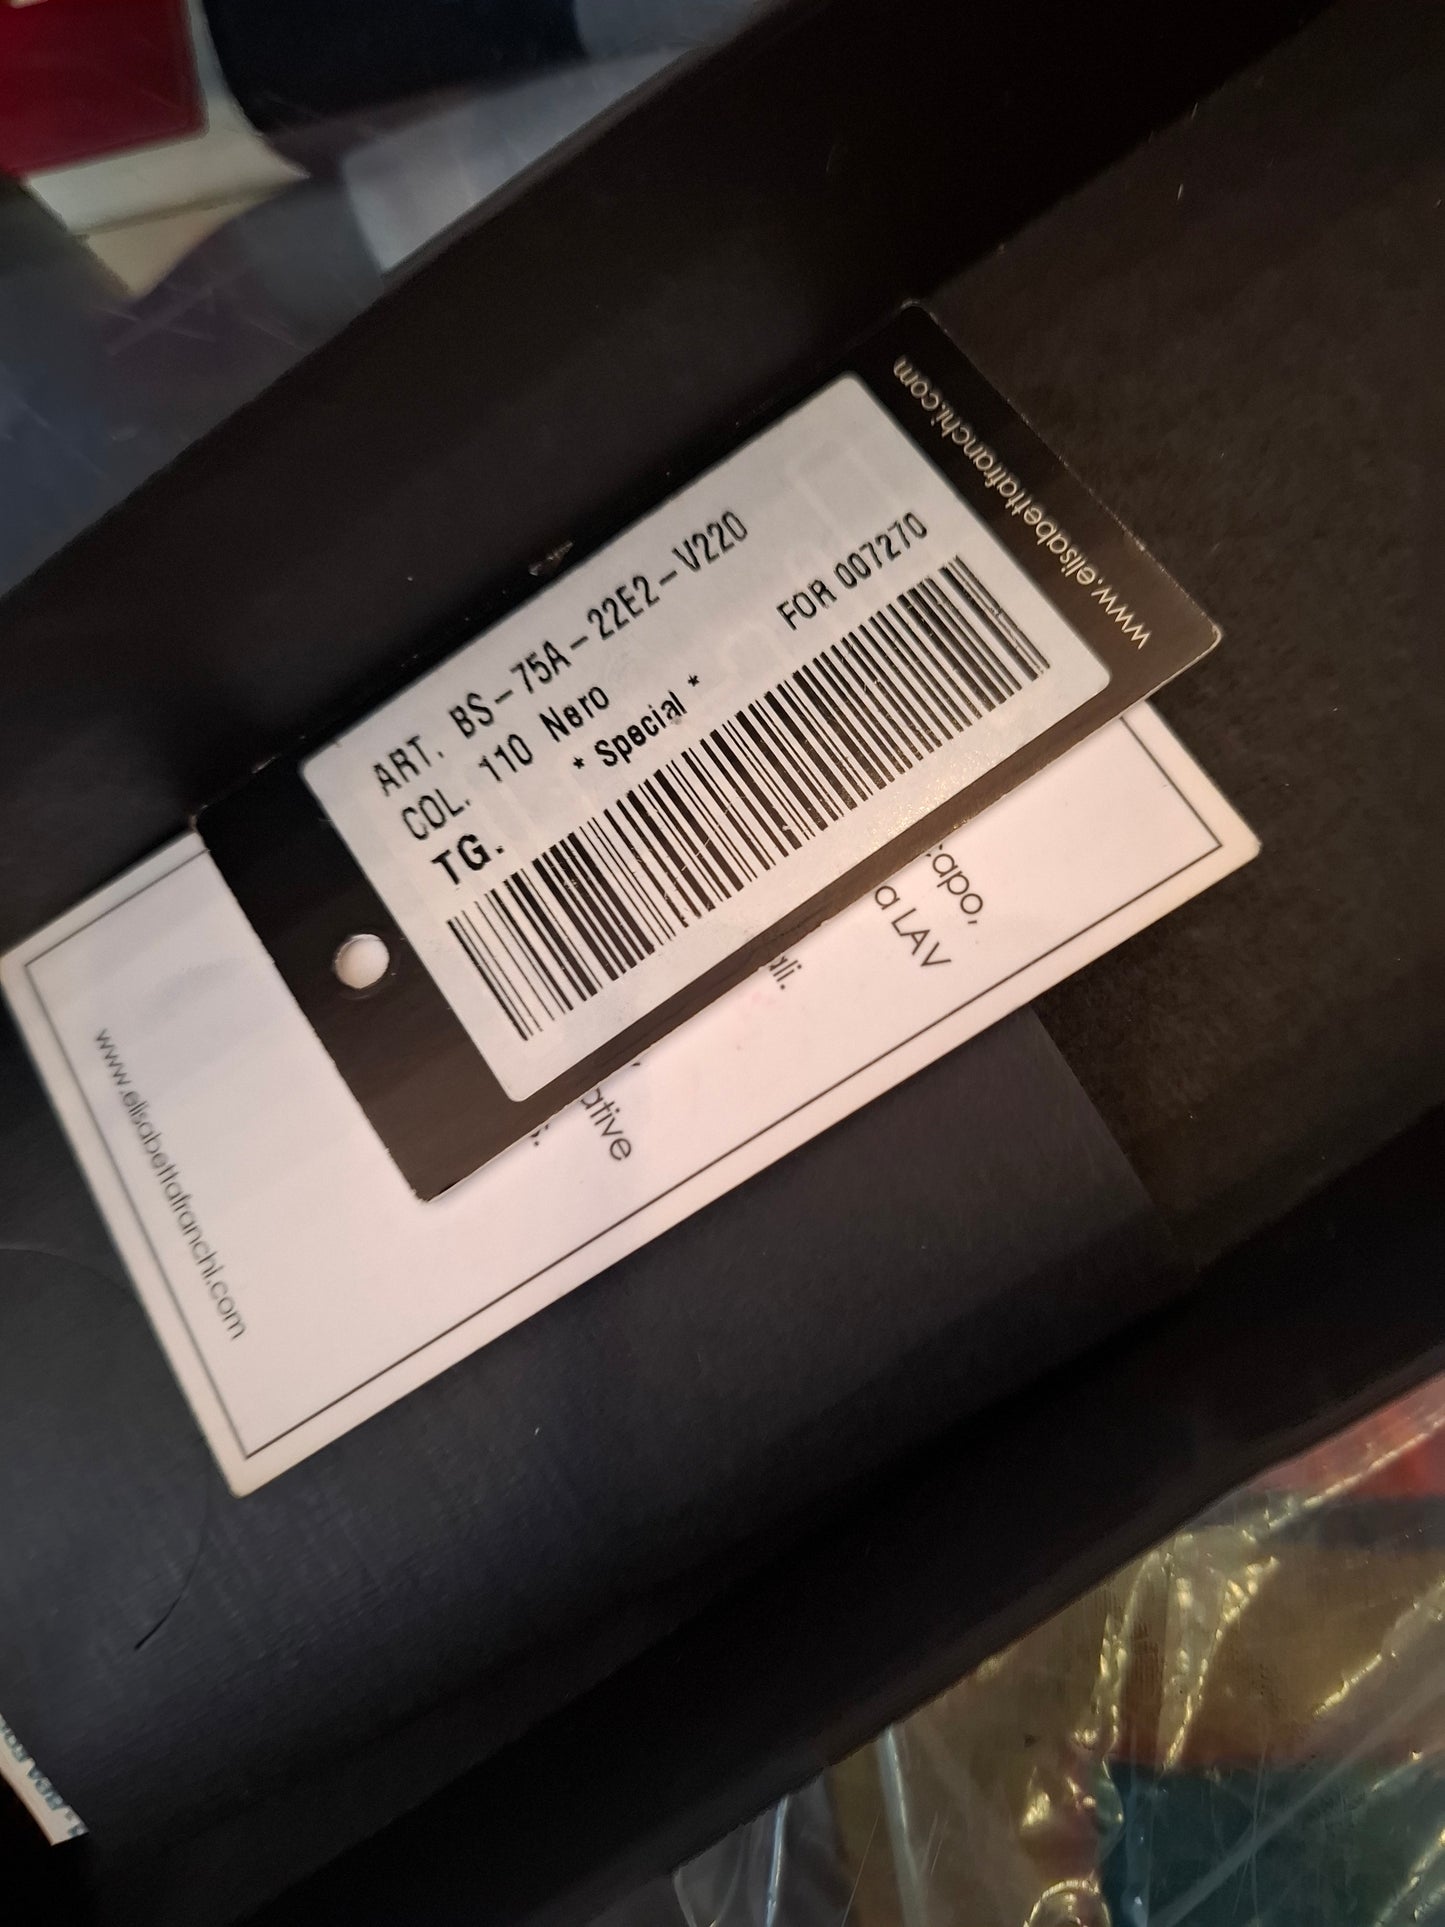 www.elisabettafranchi.com
ART. BS-75A-22E2-V220
COL. 110 Nero
* Special *
FOR 007270
TG.
apo,
a LAV
ali.
ative
www.elisabettafranchi.com